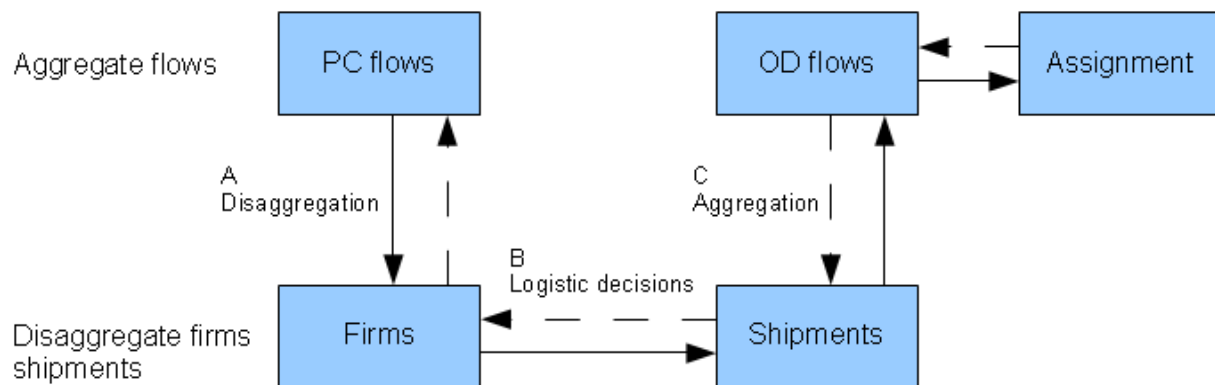 Aggregate flows
PC flows
OD flows
Assignment
A
Disaggregation
C
Aggregation
B
Logistic decisions
Disaggregate firms
shipments
Firms
Shipments